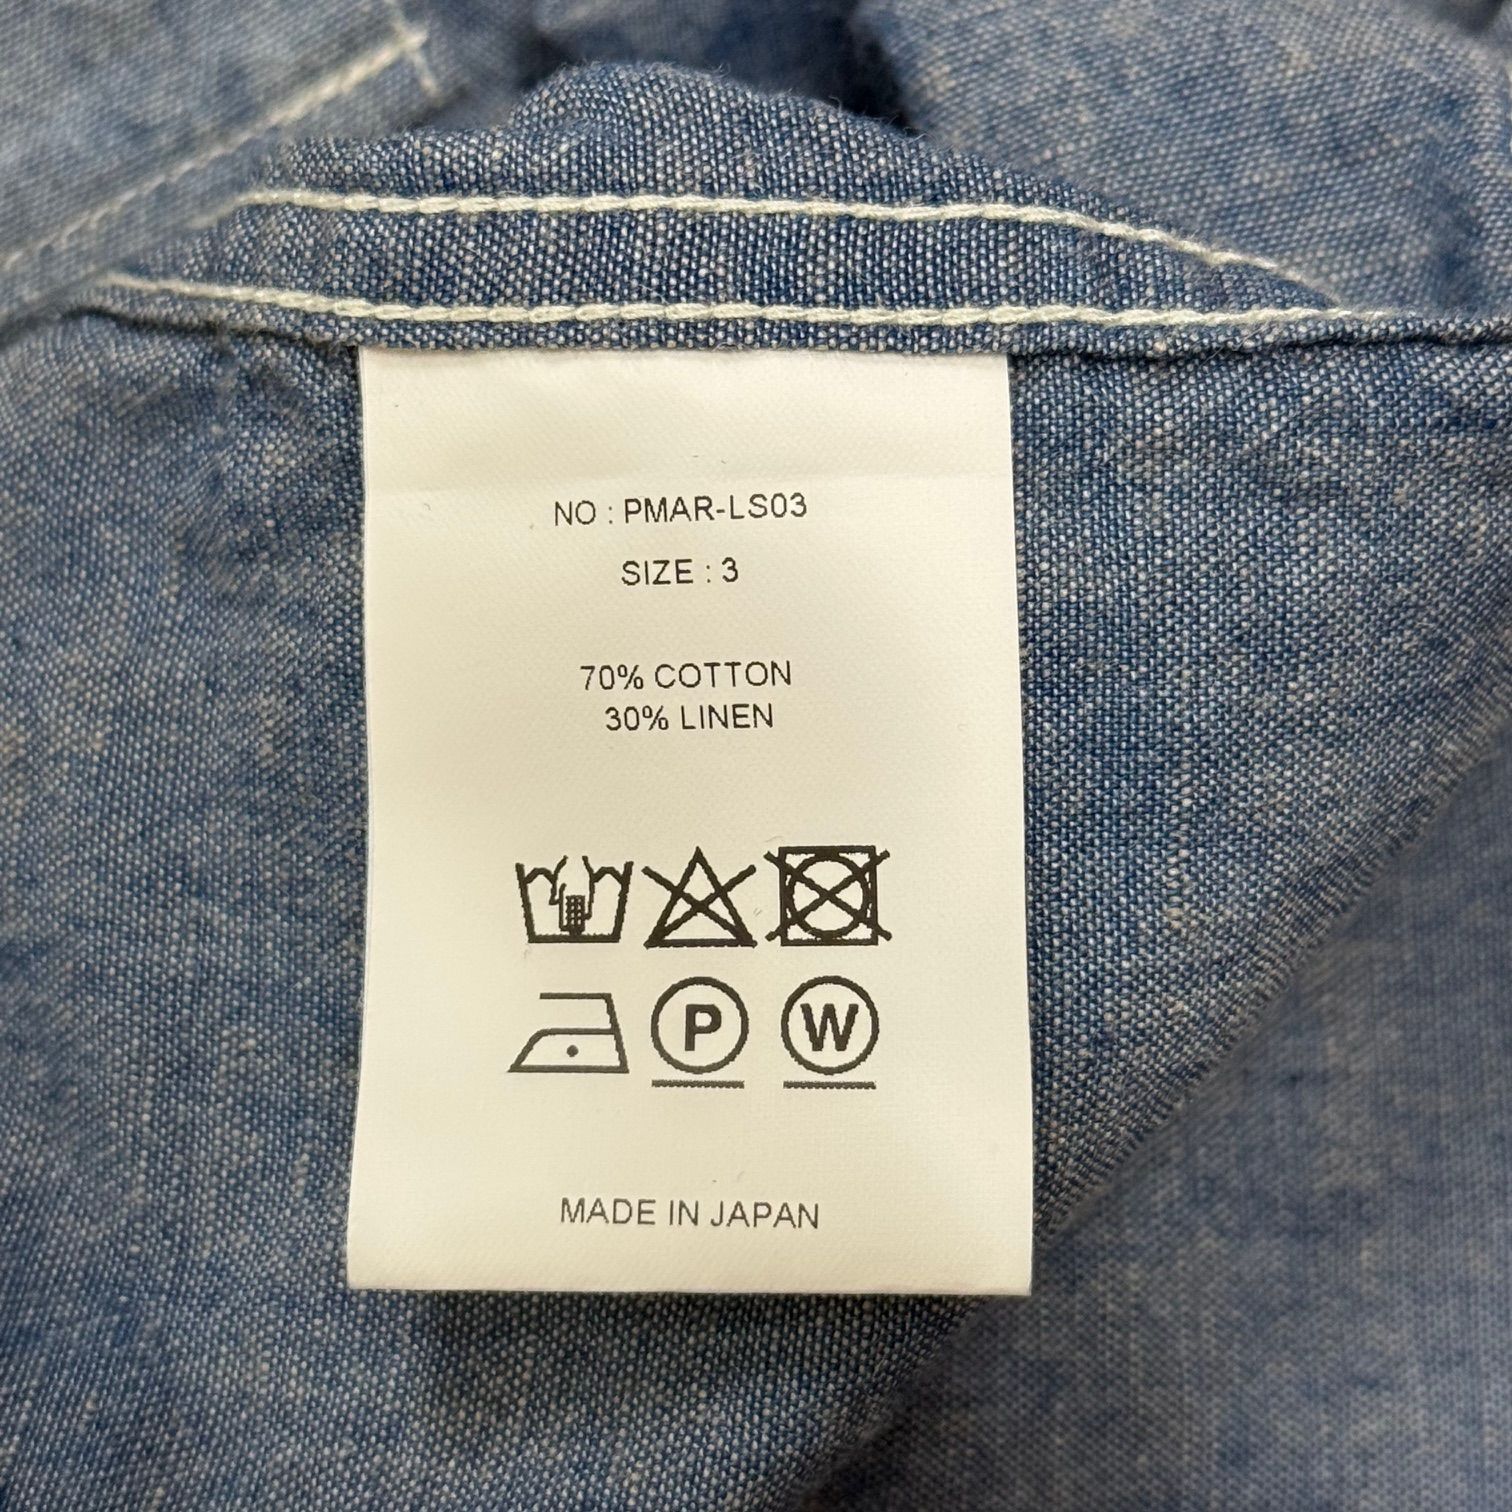 NO : PMAR-LS03
SIZE : 3
70% COTTON
30% LINEN
P W
MADE IN JAPAN